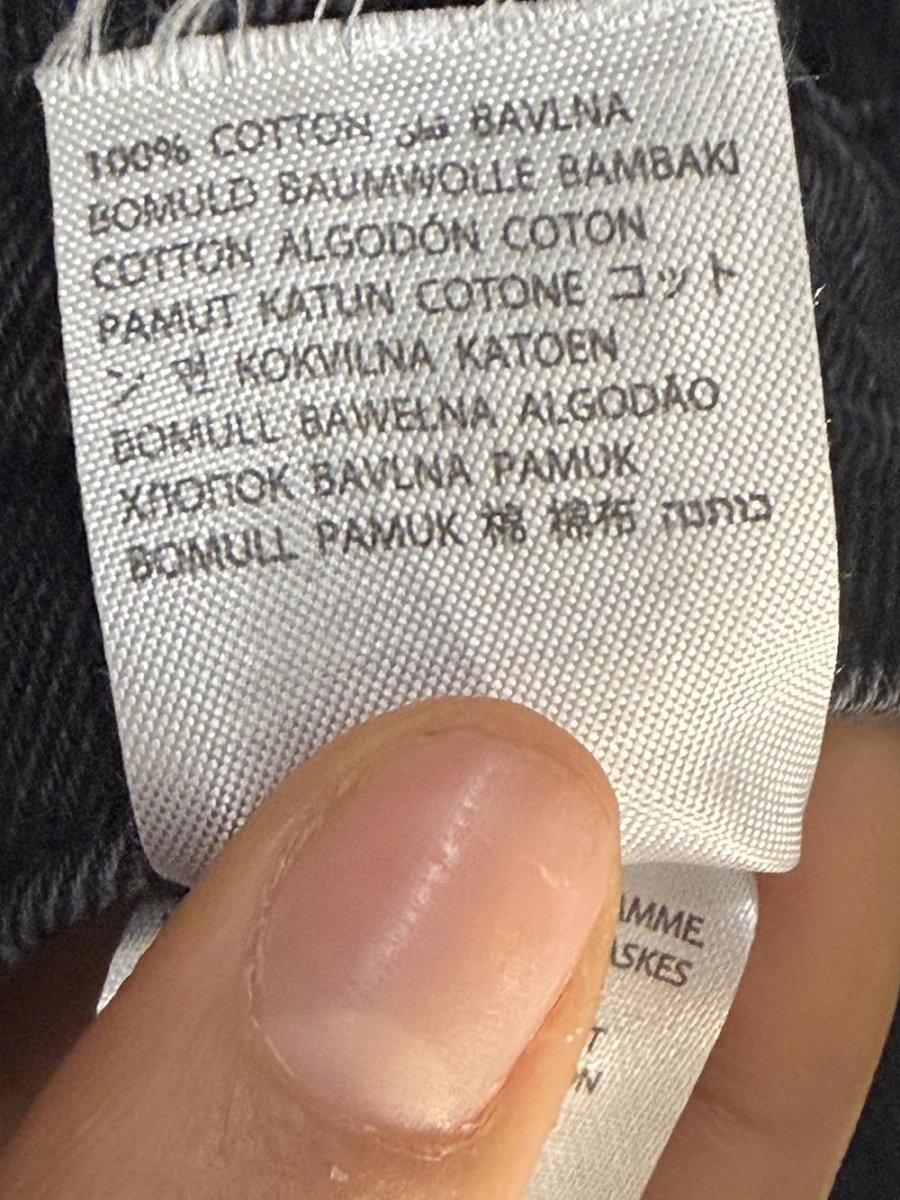 100% COTTON قطن BAVLNA
BOMULD BAUMWOLLE BAMBAKI
COTTON ALGODÓN COTON
PAMUT KATUN COTONE コット
ン 면 KOKVILNA KATOEN
BOMULL BAWEŁNA ALGODÃO
ХЛОПОК BAVLNA PAMUK
BOMULL PAMUK 棉 棉布 כותנה
AMME
ASKES
T
N